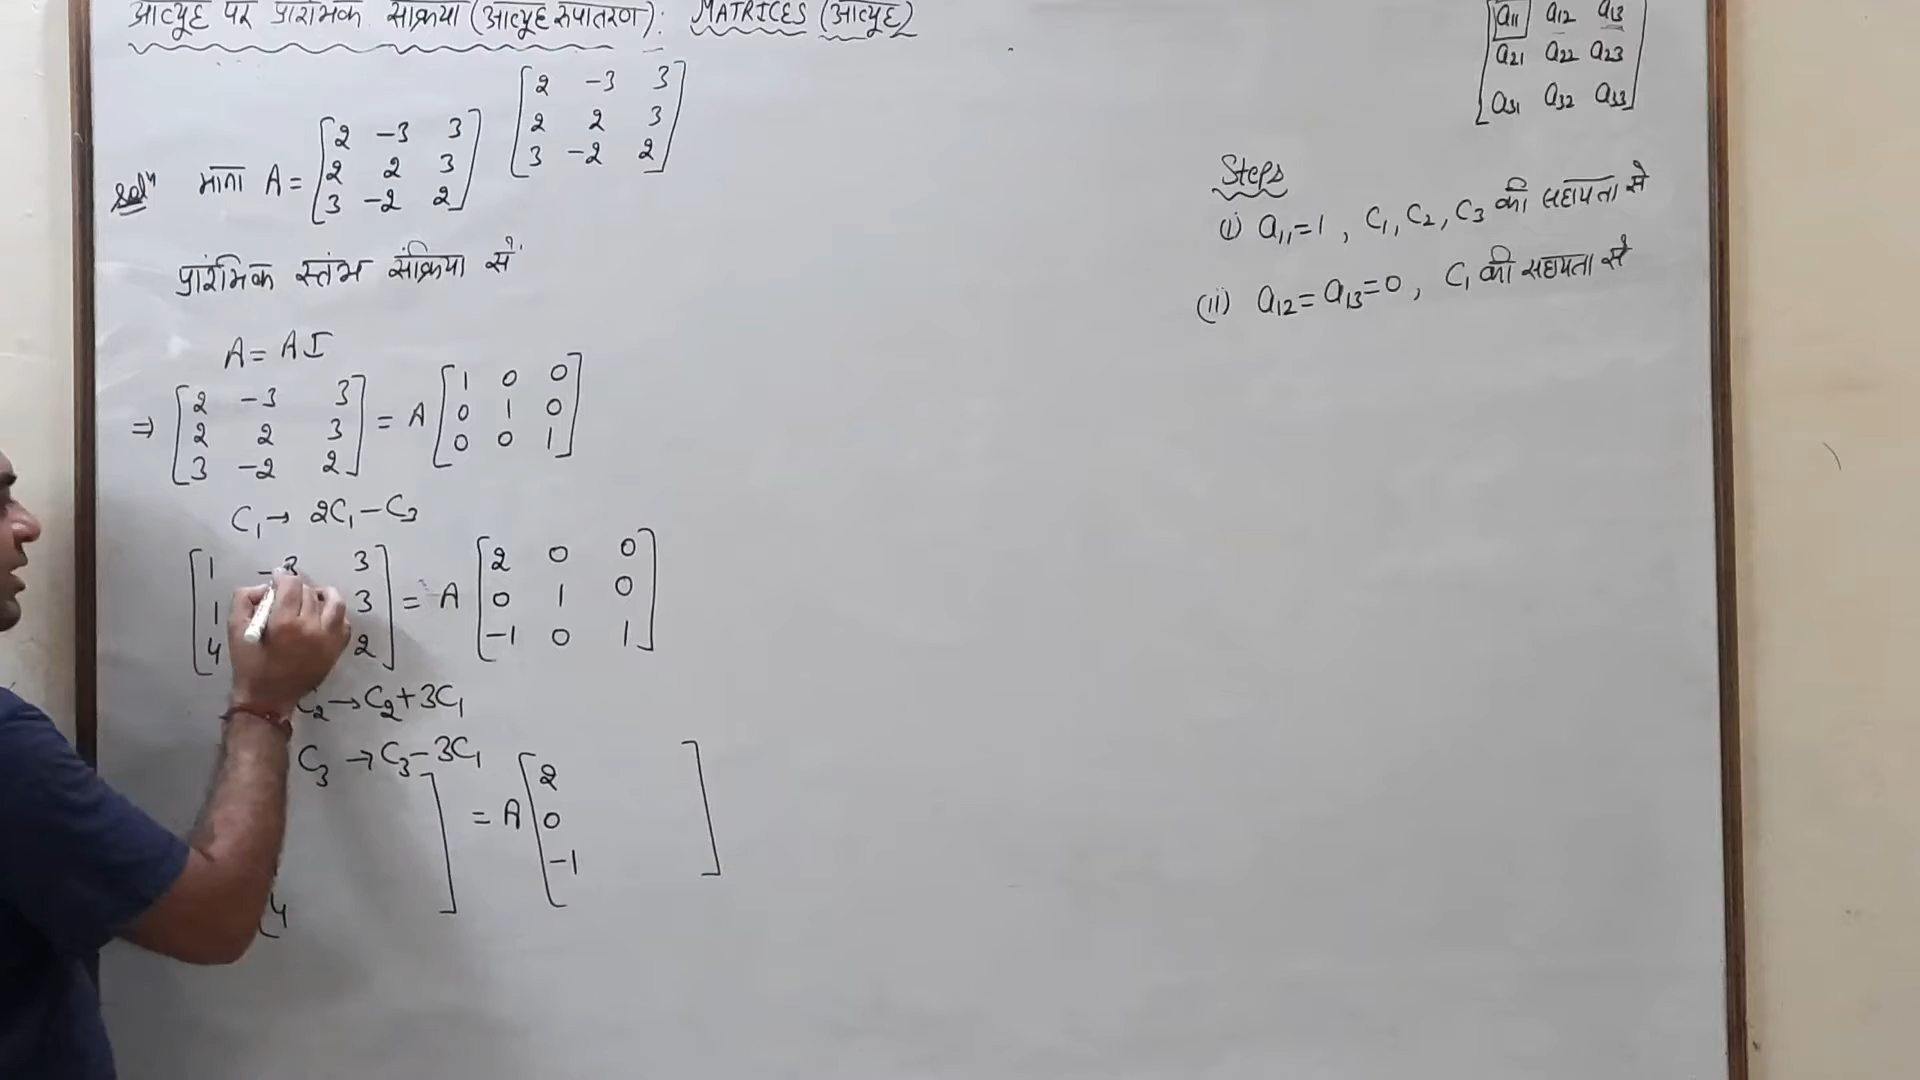 आव्यूह पर प्रारंभिक संक्रिया (आव्यूह रूपांतरण): MATRICES (आव्यूह)
2 -3 3
2 2 3
3 -2 2
Solⁿ माना A = [2 -3 3
2 2 3
3 -2 2]
प्रारंभिक स्तंभ संक्रिया से
A = AI
⇒ [2 -3 3
2 2 3
3 -2 2] = A [1 0 0
0 1 0
0 0 1]
C₁ → 2C₁ - C₃
[1 -3 3
1 3
4 2] = A [2 0 0
0 1 0
-1 0 1]
C₂ → C₂ + 3C₁
C₃ → C₃ - 3C₁
4 ] = A [2
0
-1 ]
a₁₁ a₁₂ a₁₃
a₂₁ a₂₂ a₂₃
a₃₁ a₃₂ a₃₃
Steps
(i) a₁₁=1, C₁, C₂, C₃ की सहायता से
(ii) a₁₂ = a₁₃ = 0, C₁ की सहायता से